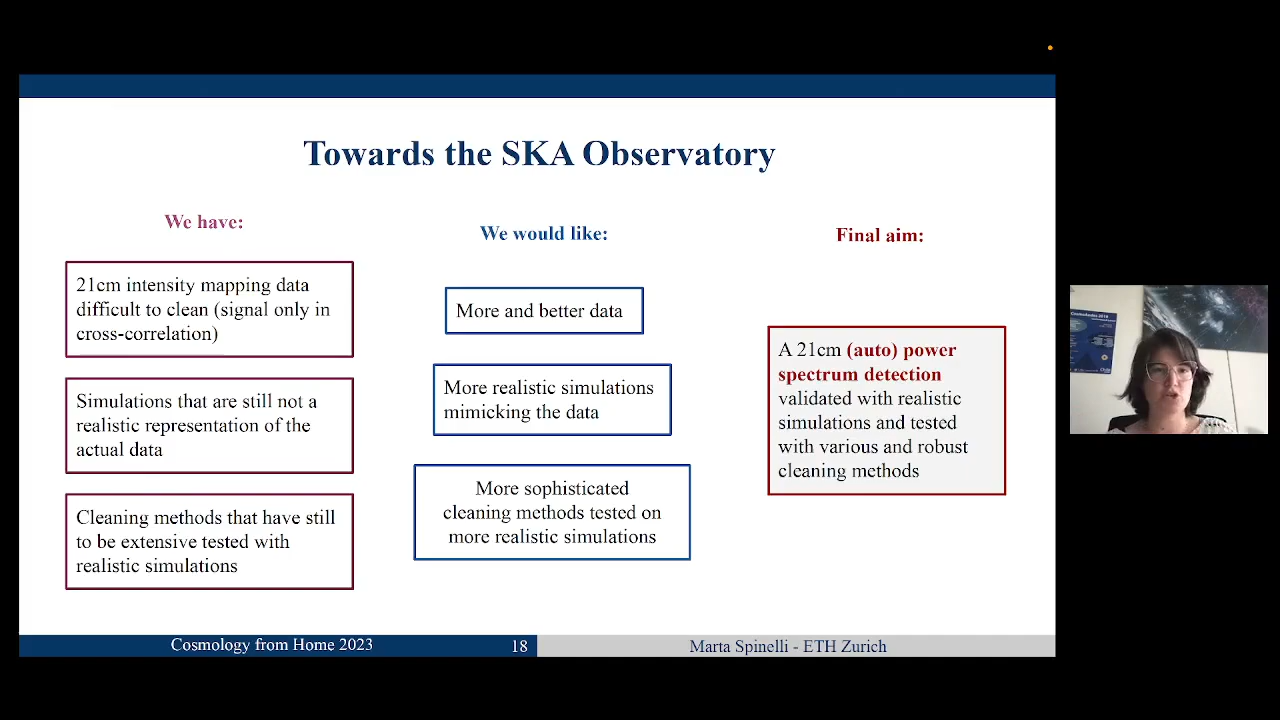 Towards the SKA Observatory
We have:
21cm intensity mapping data
difficult to clean (signal only in
cross-correlation)
Simulations that are still not a
realistic representation of the
actual data
Cleaning methods that have still
to be extensive tested with
realistic simulations
We would like:
More and better data
More realistic simulations
mimicking the data
More sophisticated
cleaning methods tested on
more realistic simulations
Final aim:
A 21cm (auto) power
spectrum detection
validated with realistic
simulations and tested
with various and robust
cleaning methods
Cosmology from Home 2023
18
Marta Spinelli - ETH Zurich